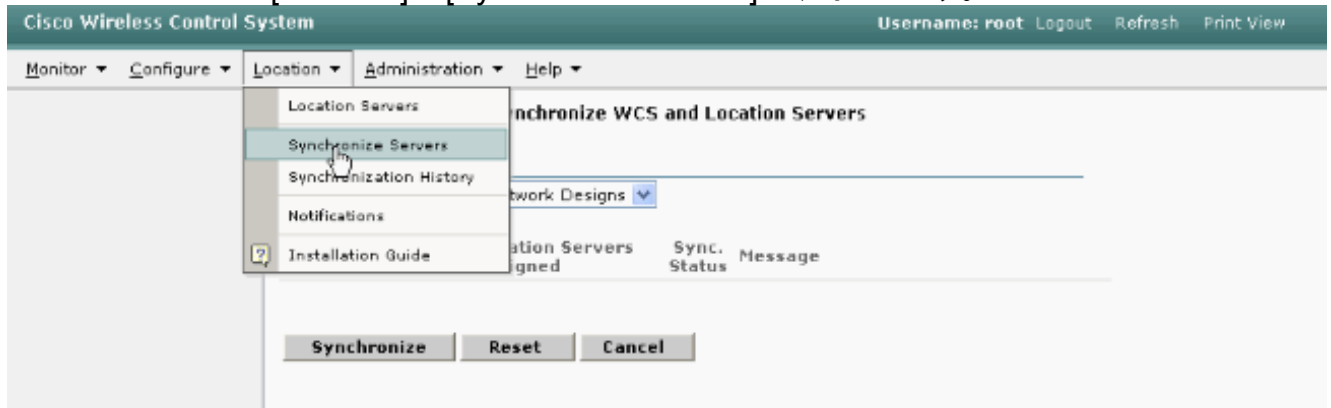 Cisco Wireless Control System Username: root Logout Refresh Print View
Monitor Configure Location Administration Help
Location Servers
nchronize WCS and Location Servers
Synchronize Servers
Synchronization History
twork Designs
Notifications
Installation Guide
ation Servers igned
Sync. Status
Message
Synchronize Reset Cancel